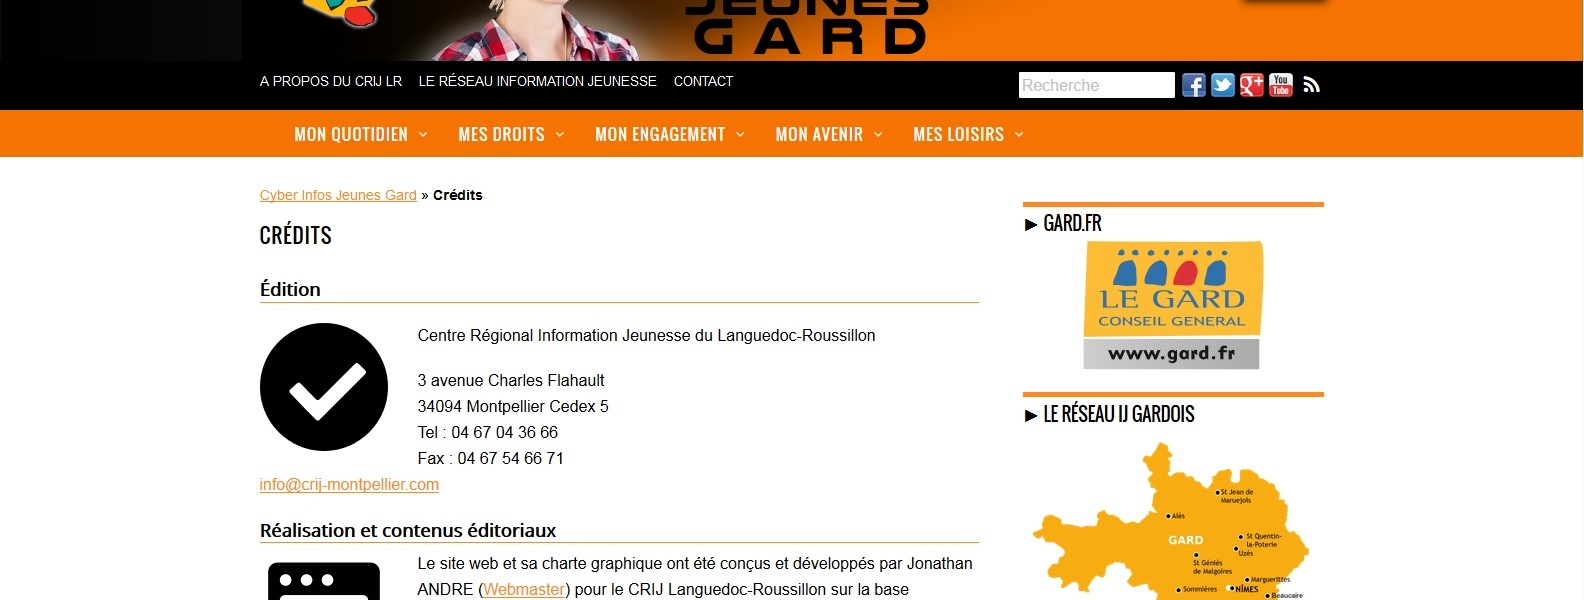 JEUNES
GARD
A PROPOS DU CRIJ LR LE RÉSEAU INFORMATION JEUNESSE CONTACT
Recherche
You
Tube
MON QUOTIDIEN MES DROITS MON ENGAGEMENT MON AVENIR MES LOISIRS
Cyber Infos Jeunes Gard » Crédits
CRÉDITS
Édition
Centre Régional Information Jeunesse du Languedoc-Roussillon
3 avenue Charles Flahault
34094 Montpellier Cedex 5
Tel : 04 67 04 36 66
Fax : 04 67 54 66 71
info@crij-montpellier.com
Réalisation et contenus éditoriaux
Le site web et sa charte graphique ont été conçus et développés par Jonathan
ANDRE (Webmaster) pour le CRIJ Languedoc-Roussillon sur la base
► GARD.FR
LE GARD
CONSEIL GENERAL
www.gard.fr
► LE RÉSEAU IJ GARDOIS
St Jean de
Maruejols
Alès
GARD
St Quentin-
la-Poterie
Uzès
St Géniès
de Malgoires
Marguerittes
Sommières
NÎMES
Beaucaire